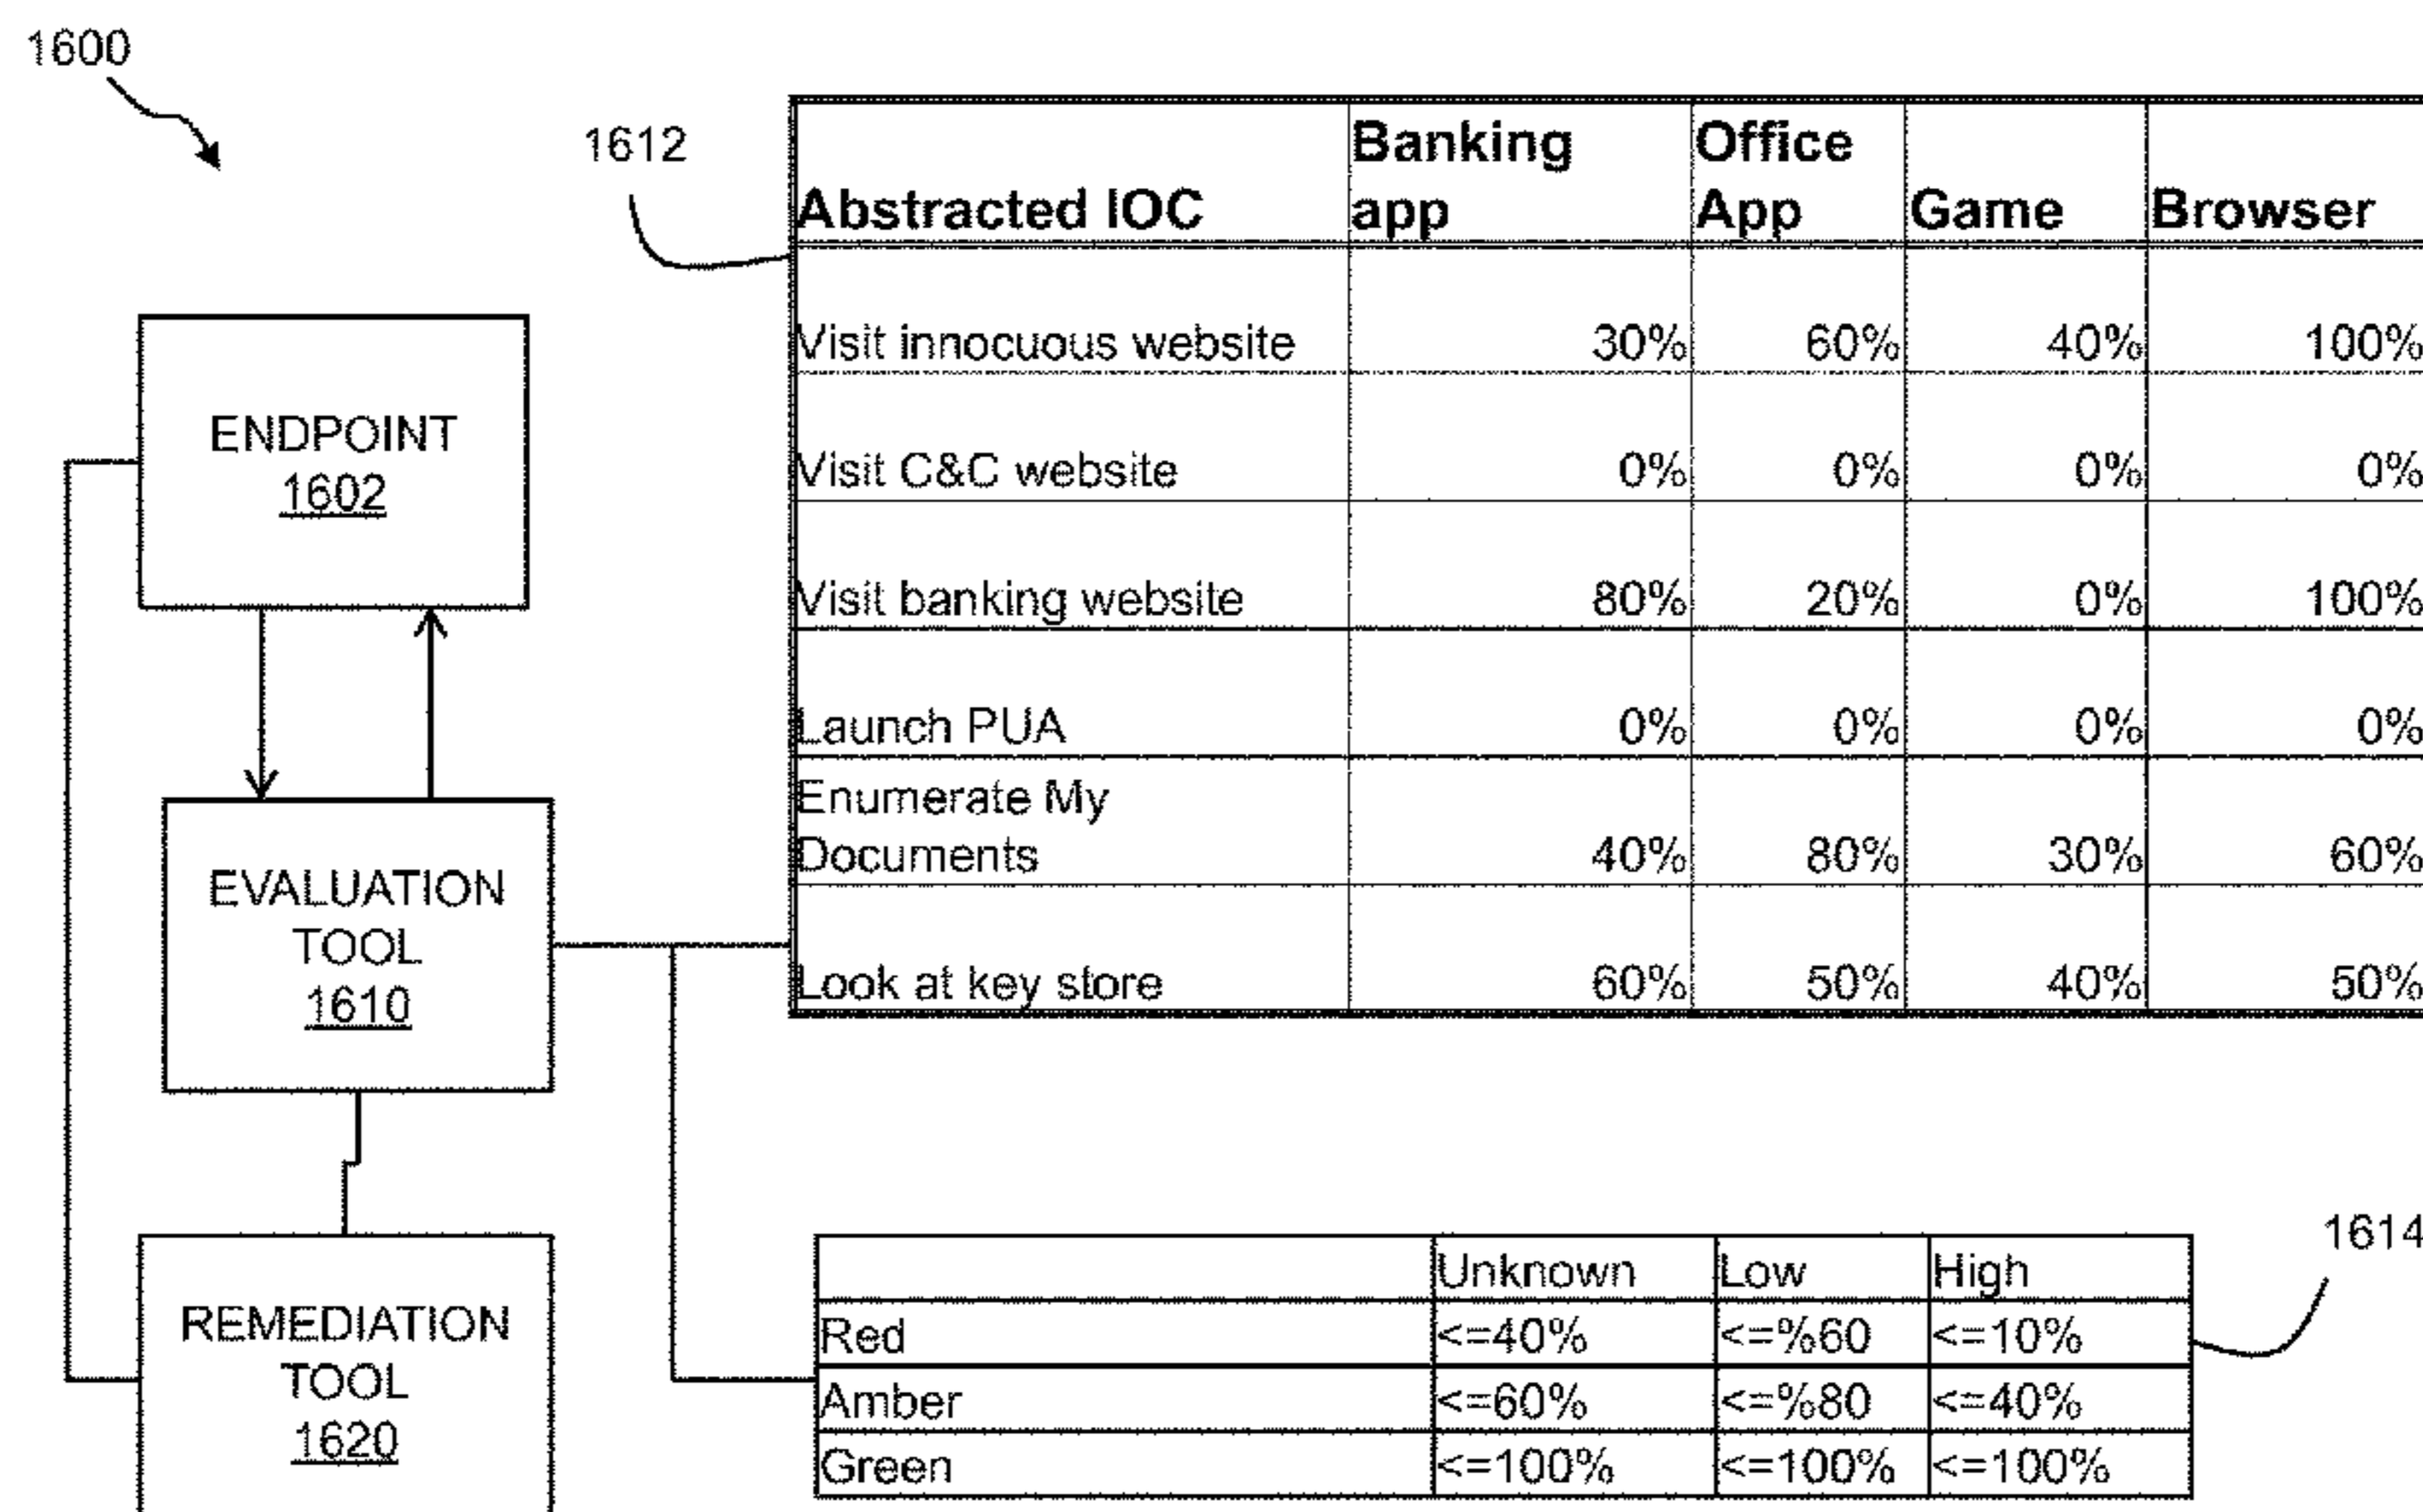 1600
1612
Abstracted IOC Banking app Office App Game Browser
Visit innocuous website 30% 60% 40% 100%
Visit C&C website 0% 0% 0% 0%
Visit banking website 80% 20% 0% 100%
Launch PUA 0% 0% 0% 0%
Enumerate My
Documents 40% 80% 30% 60%
Look at key store 60% 50% 40% 50%
ENDPOINT
1602
EVALUATION
TOOL
1610
REMEDIATION
TOOL
1620
1614
Unknown Low High
Red <=40% <=%60 <=10%
Amber <=60% <=%80 <=40%
Green <=100% <=100% <=100%